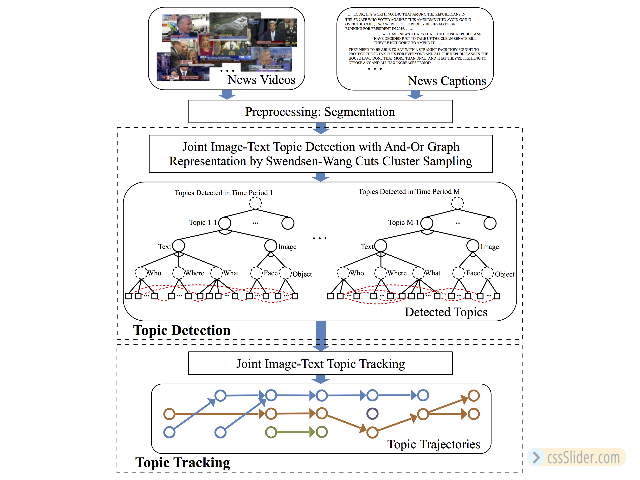 News Videos
News Captions
Preprocessing: Segmentation
Joint Image-Text Topic Detection with And-Or Graph
Representation by Swendsen-Wang Cuts Cluster Sampling
Topics Detected in Time Period 1
Topics Detected in Time Period M
Topic 1-1
...
Topic M-1
...
Text
Image
...
Text
Image
Who
Where
What
Face
Object
Who
Where
What
Face
Object
Detected Topics
Topic Detection
Joint Image-Text Topic Tracking
Topic Trajectories
Topic Tracking
cssSlider.com